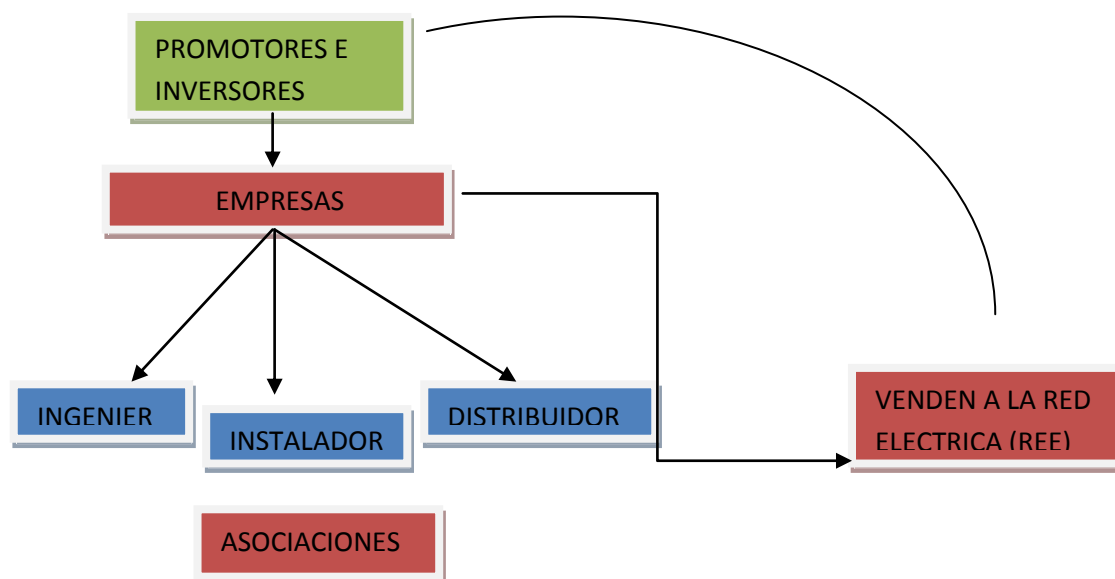 PROMOTORES E
INVERSORES
EMPRESAS
INGENIER
INSTALADOR
DISTRIBUIDOR
VENDEN A LA RED
ELECTRICA (REE)
ASOCIACIONES